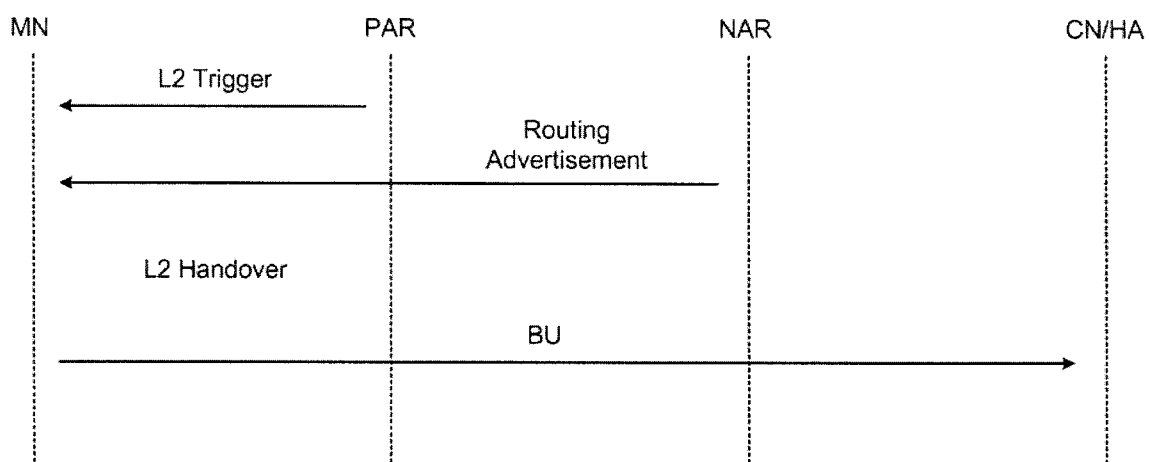 MN PAR NAR CN/HA
L2 Trigger
Routing
Advertisement
L2 Handover
BU